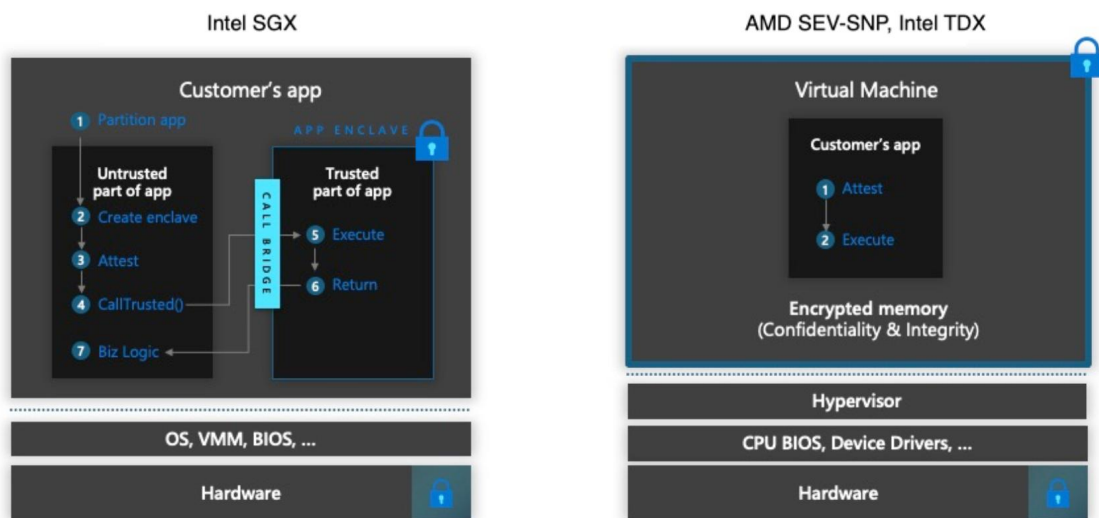 Intel SGX
Customer's app
1 Partition app
APP ENCLAVE
Untrusted
part of app
2 Create enclave
3 Attest
4 CallTrusted()
7 Biz Logic
CALL BRIDGE
Trusted
part of app
5 Execute
6 Return
OS, VMM, BIOS, ...
Hardware
AMD SEV-SNP, Intel TDX
Virtual Machine
Customer's app
1 Attest
2 Execute
Encrypted memory
(Confidentiality & Integrity)
Hypervisor
CPU BIOS, Device Drivers, ...
Hardware